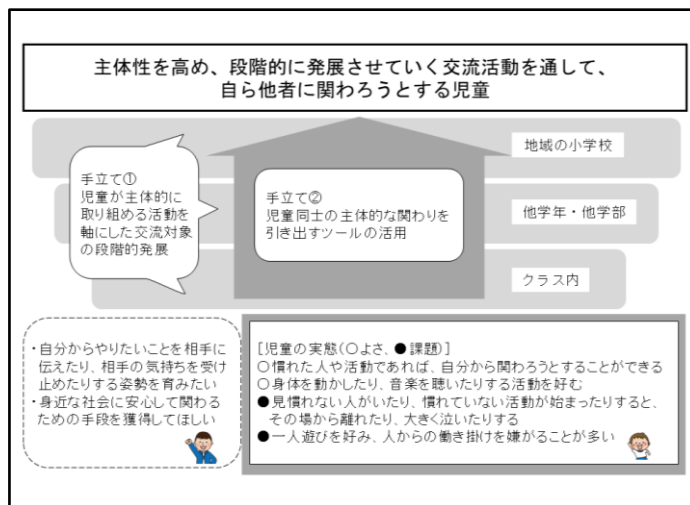 主体性を高め、段階的に発展させていく交流活動を通して、
自ら他者に関わろうとする児童
地域の小学校
手立て①
児童が主体的に
取り組める活動を
軸にした交流対象
の段階的発展
手立て②
児童同士の主体的な関わりを
引き出すツールの活用
他学年・他学部
クラス内
・自分からやりたいことを相手に
伝えたり、相手の気持ちを受け
止めたりする姿勢を育みたい
・身近な社会に安心して関わる
ための手段を獲得してほしい
[児童の実態(○よさ、●課題)]
○慣れた人や活動であれば、自分から関わろうとすることができる
○身体を動かしたり、音楽を聴いたりする活動を好む
●見慣れない人がいたり、慣れていない活動が始まったりすると、
その場から離れたり、大きく泣いたりする
●一人遊びを好み、人からの働き掛けを嫌がることが多い